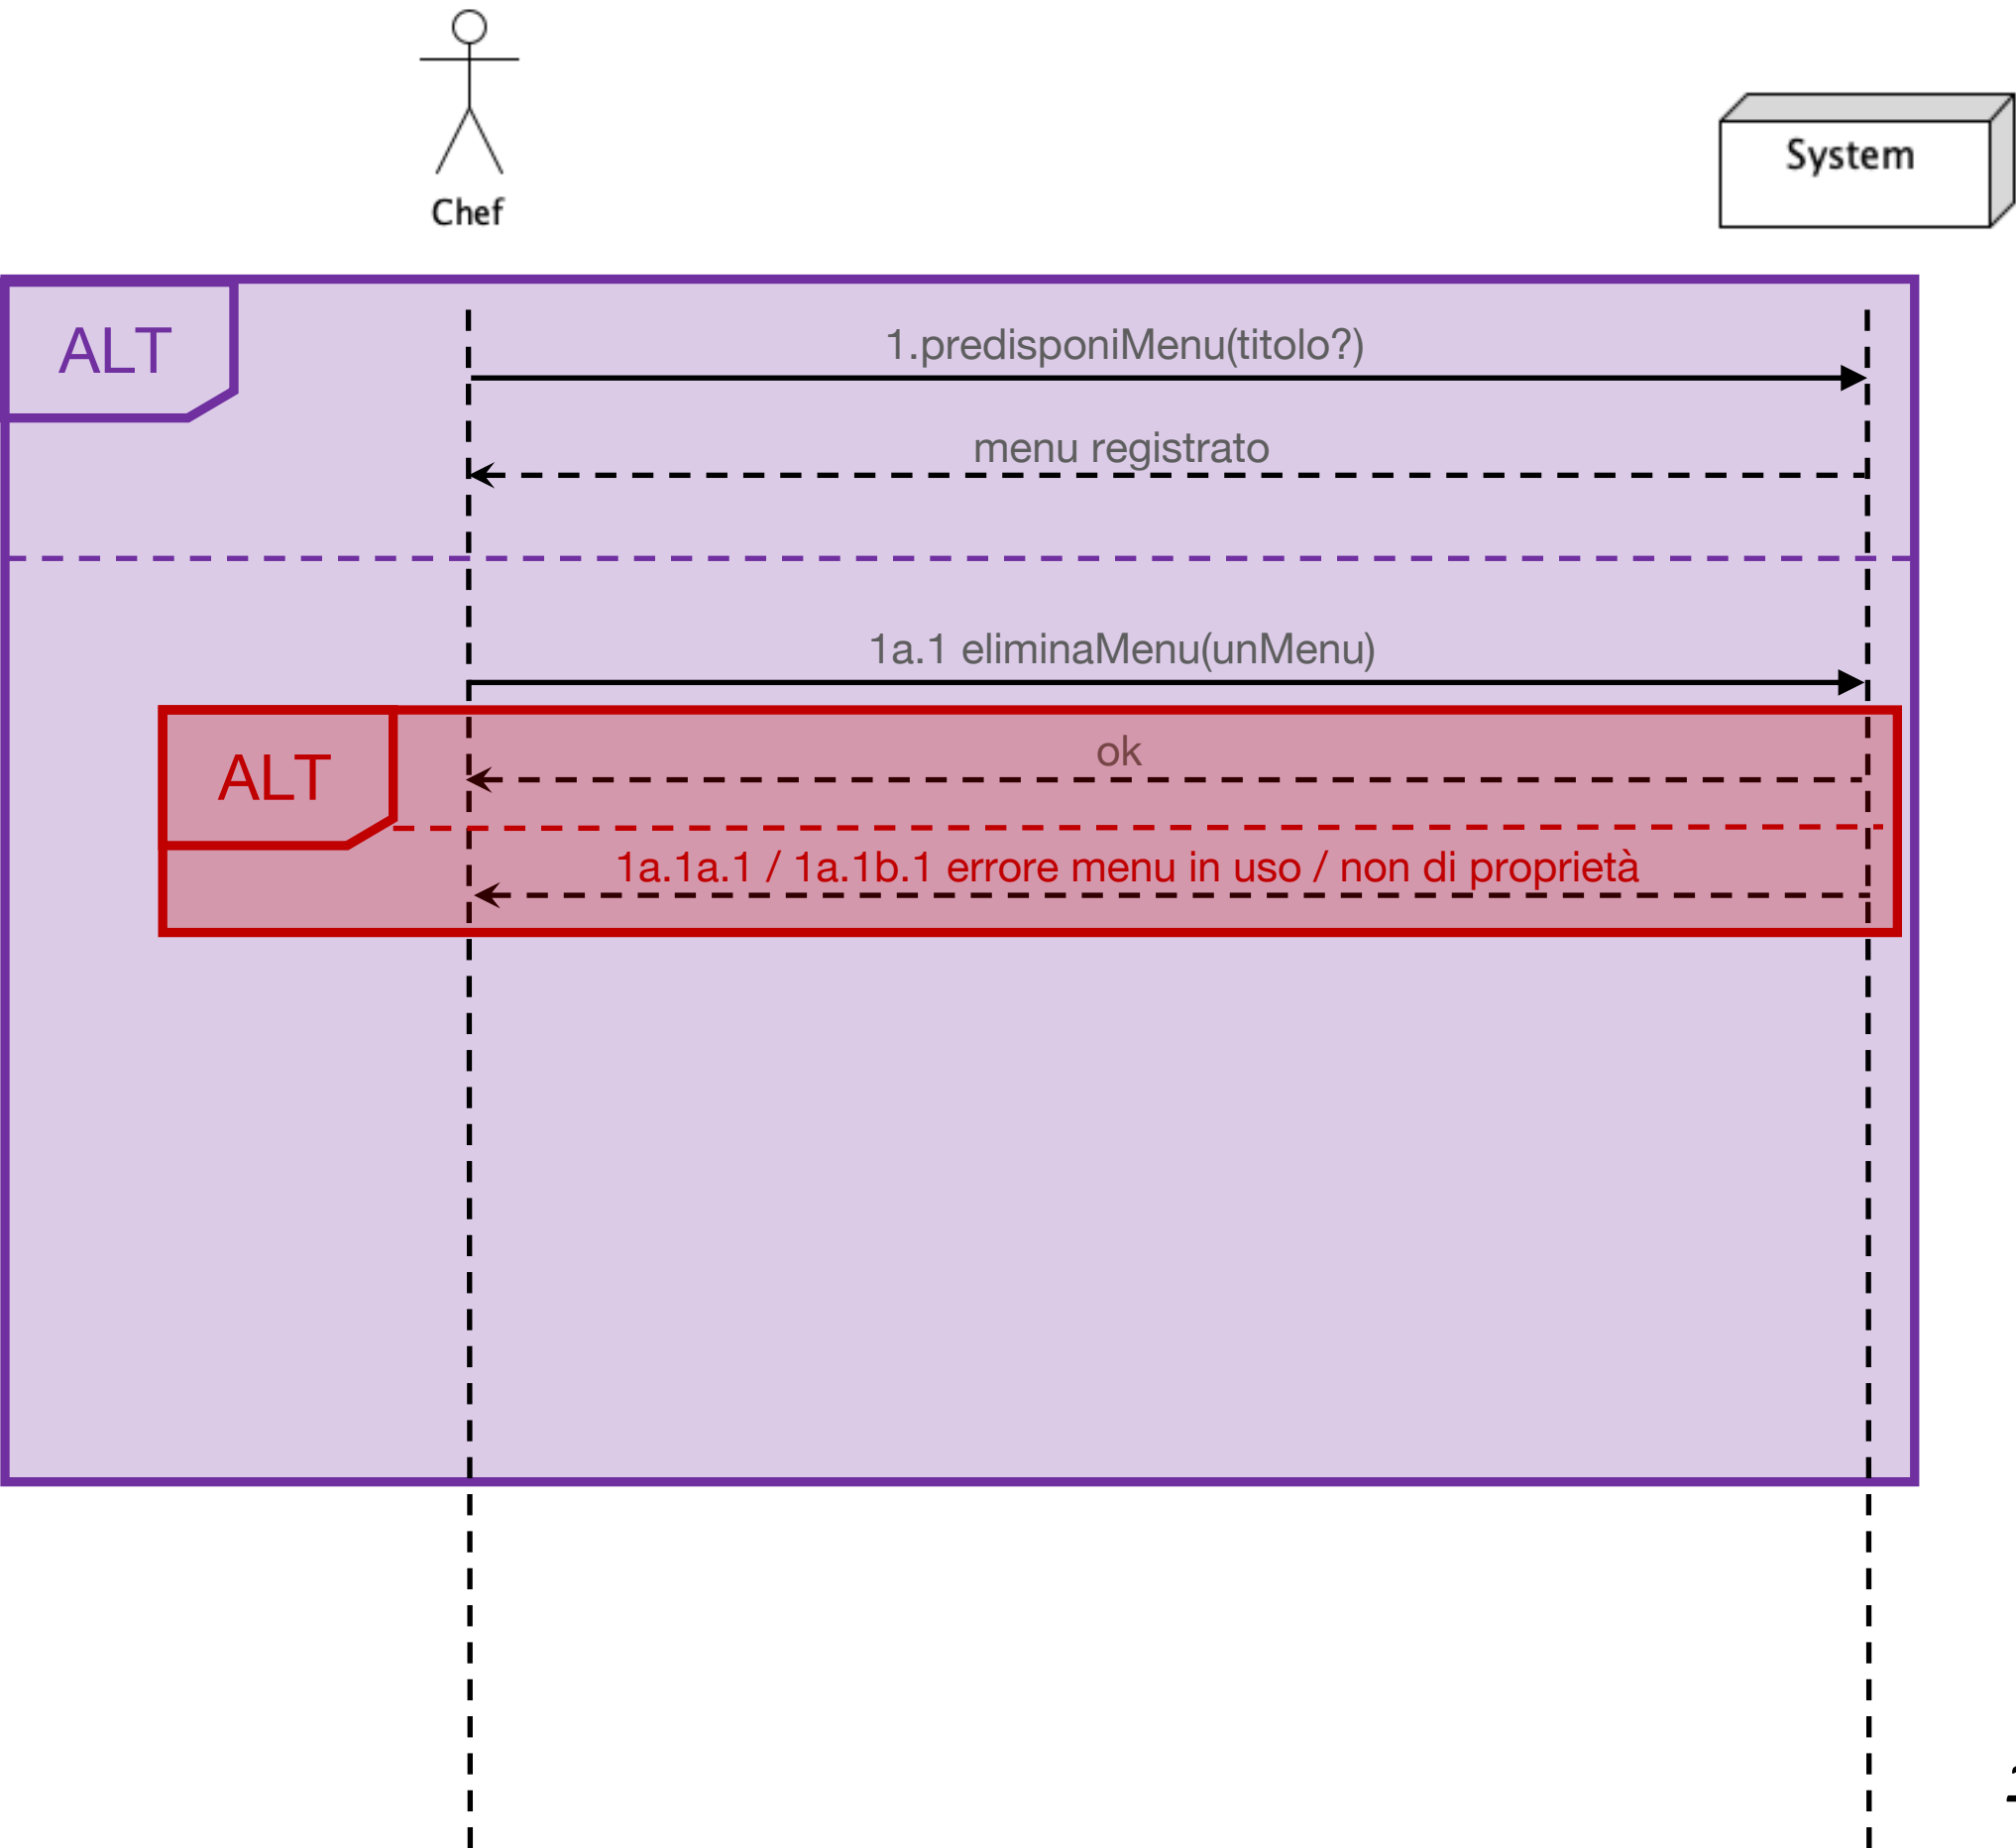 Chef
System
ALT
1.predisponiMenu(titolo?)
menu registrato
1a.1 eliminaMenu(unMenu)
ALT
ok
1a.1a.1 / 1a.1b.1 errore menu in uso / non di proprietà